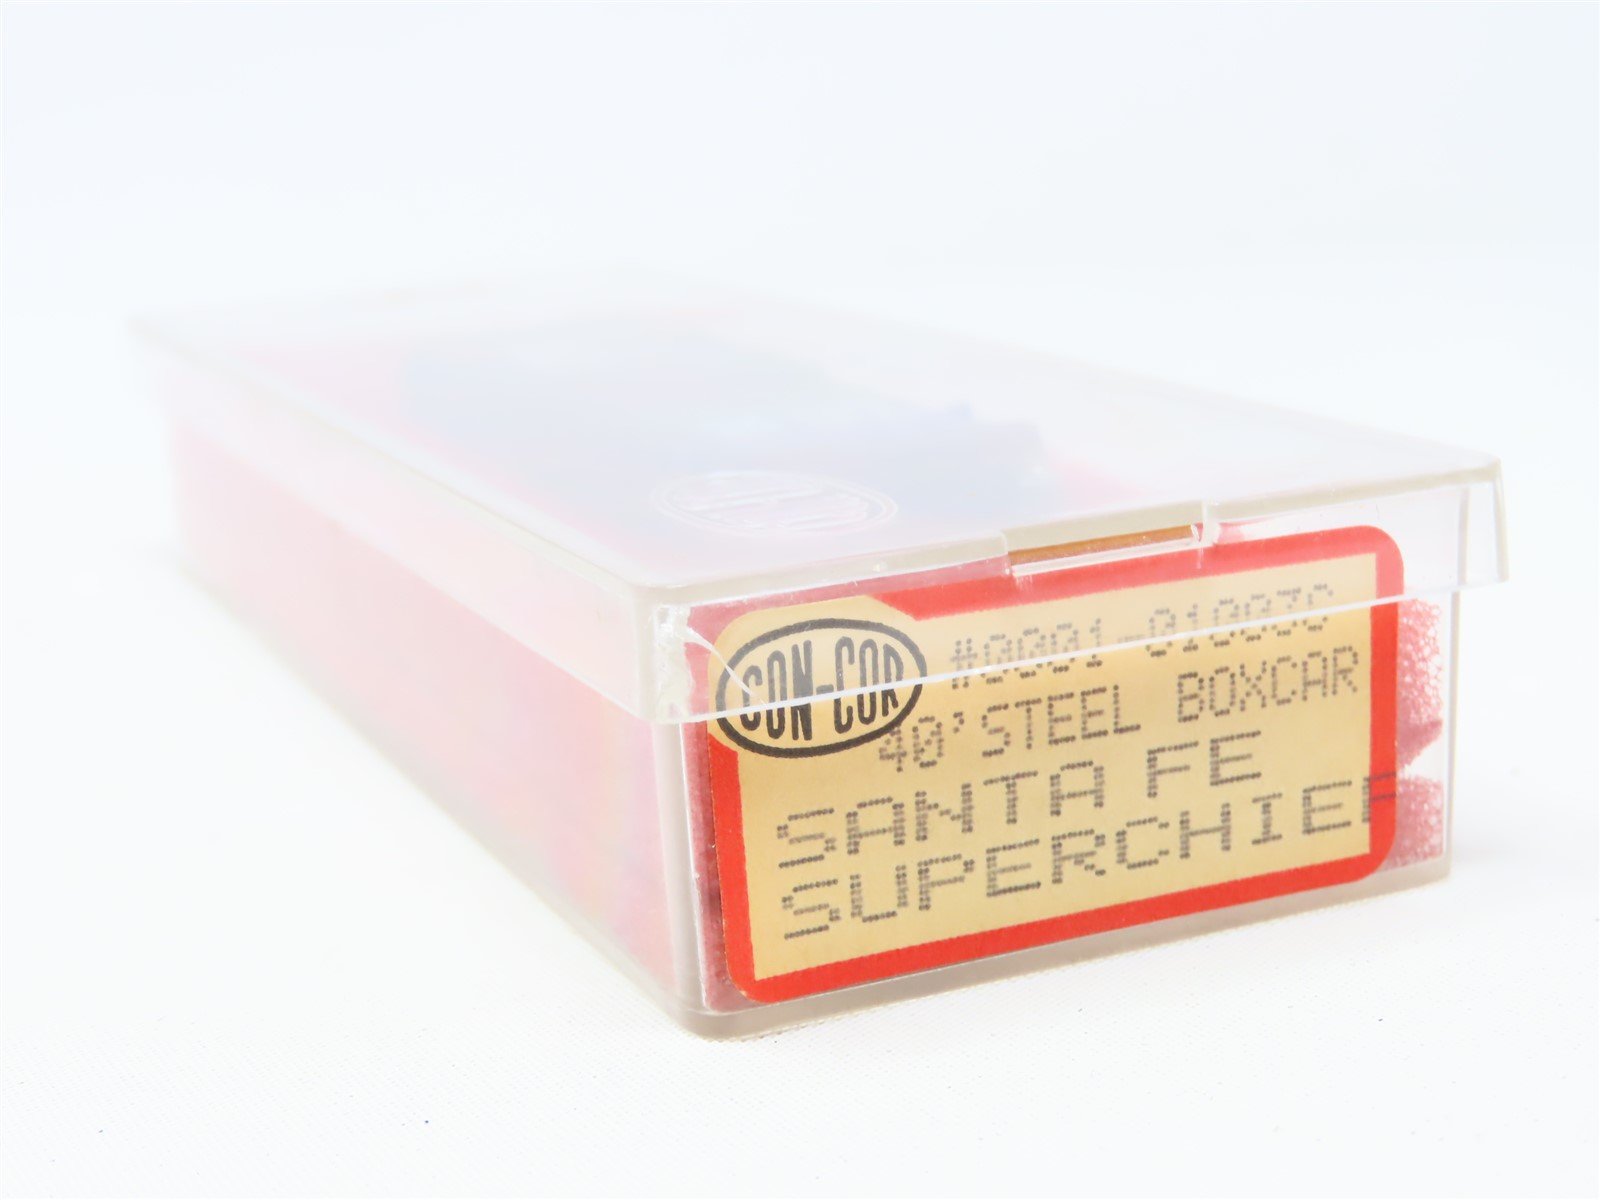 CON-COR
#0001-01003C
40' STEEL BOXCAR
SANTA FE
SUPERCHIEF